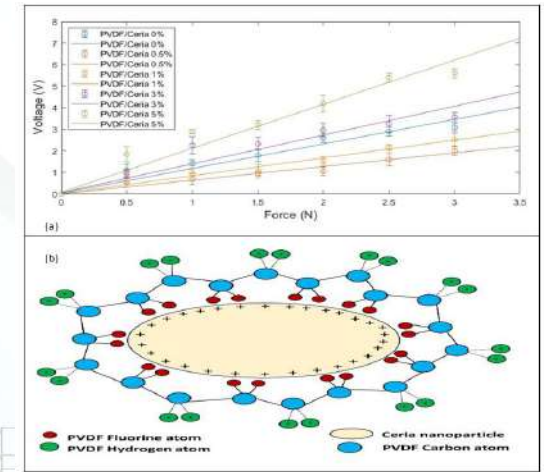 8
7
6
5
4
3
2
1
0
Voltage (V)
PVDF/Ceria 0%
PVDF/Ceria 0%
PVDF/Ceria 0.5%
PVDF/Ceria 0.5%
PVDF/Ceria 1%
PVDF/Ceria 1%
PVDF/Ceria 3%
PVDF/Ceria 3%
PVDF/Ceria 5%
PVDF/Ceria 5%
0 0.5 1 1.5 2 2.5 3 3.5
Force (N)
(a)
(b)
PVDF Fluorine atom
Ceria nanoparticle
PVDF Hydrogen atom
PVDF Carbon atom